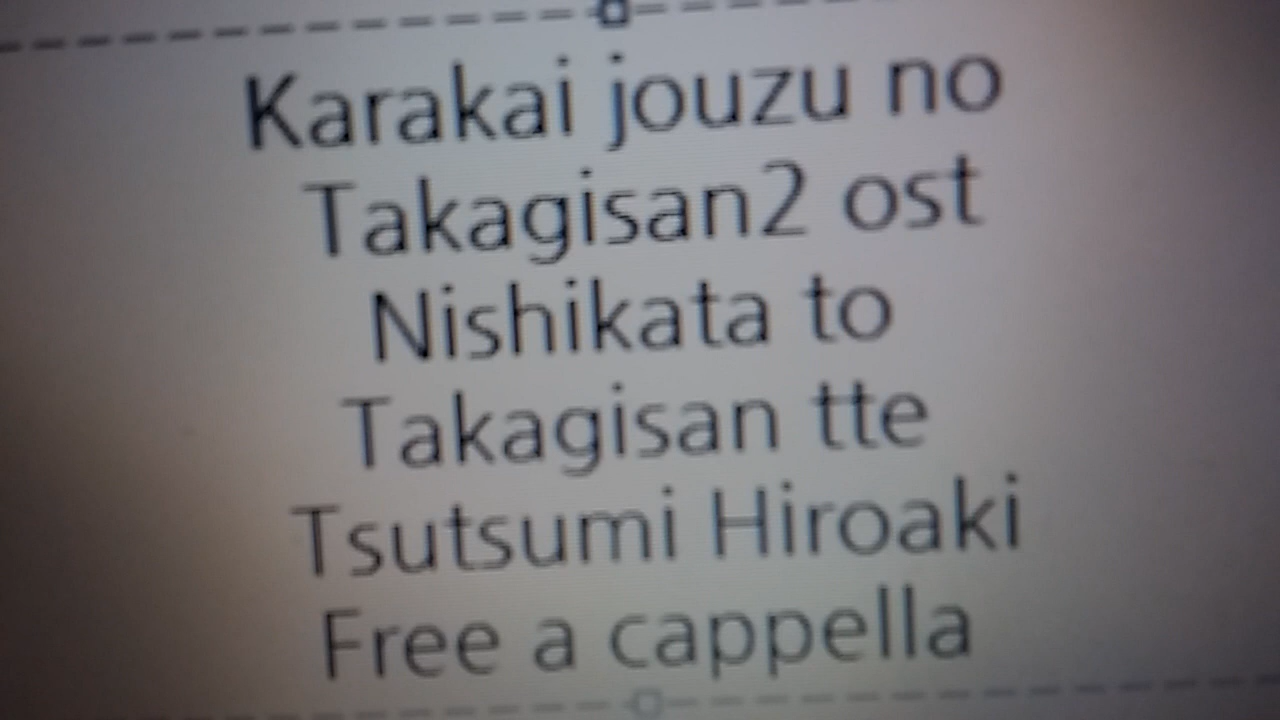 Karakai jouzu no
Takagisan2 ost
Nishikata to
Takagisan tte
Tsutsumi Hiroaki
Free a cappella